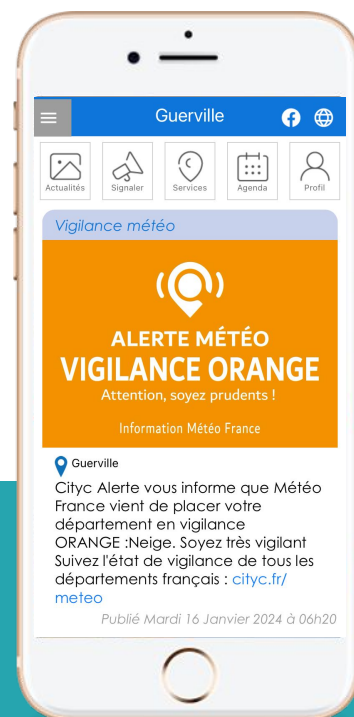 Guerville
Actualités
Signaler
Services
Agenda
Profil
Vigilance météo
ALERTE MÉTÉO
VIGILANCE ORANGE
Attention, soyez prudents !
Information Météo France
Guerville
Cityc Alerte vous informe que Météo
France vient de placer votre
département en vigilance
ORANGE :Neige. Soyez très vigilant
Suivez l'état de vigilance de tous les
départements français : cityc.fr/
meteo
Publié Mardi 16 Janvier 2024 à 06h20